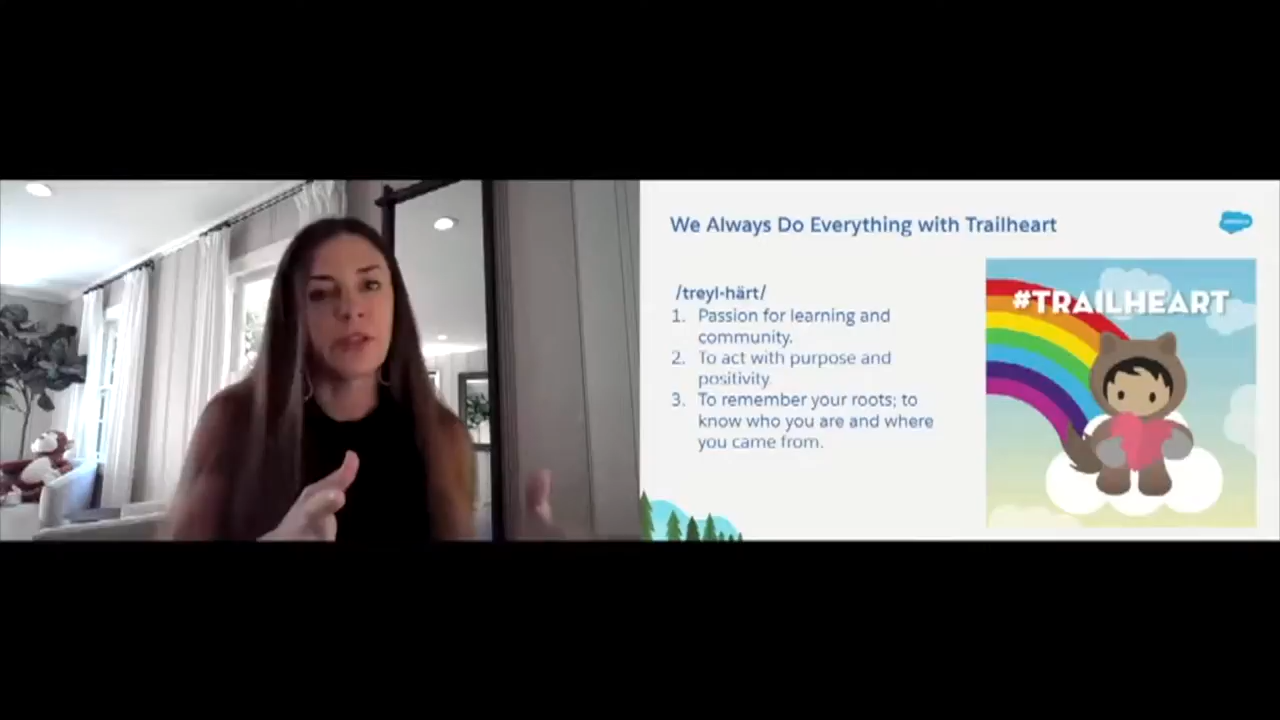 We Always Do Everything with Trailheart
/treyl-härt/
1. Passion for learning and
community.
2. To act with purpose and
positivity.
3. To remember your roots; to
know who you are and where
you came from.
#TRAILHEART